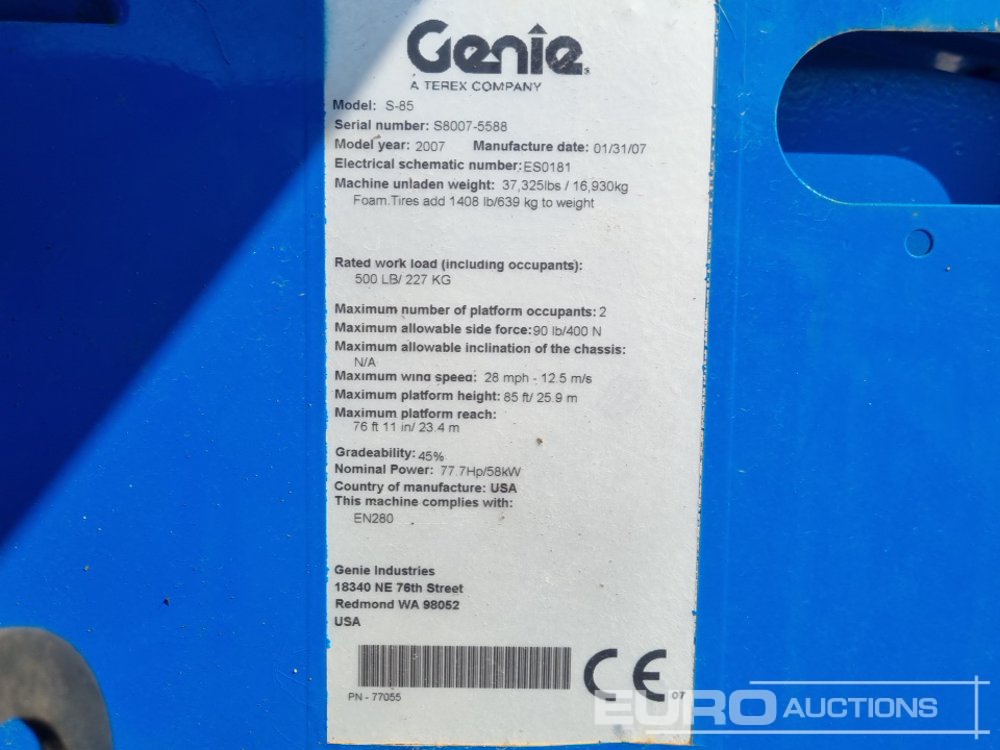 Genie
A TEREX COMPANY
Model: S-85
Serial number: S8007-5588
Model year: 2007 Manufacture date: 01/31/07
Electrical schematic number: ES0181
Machine unladen weight: 37,325lbs / 16,930kg
Foam.Tires add 1408 lb/639 kg to weight
Rated work load (including occupants):
500 LB/ 227 KG
Maximum number of platform occupants: 2
Maximum allowable side force: 90 lb/400 N
Maximum allowable inclination of the chassis:
N/A
Maximum wind speed: 28 mph - 12.5 m/s
Maximum platform height: 85 ft/ 25.9 m
Maximum platform reach:
76 ft 11 in/ 23.4 m
Gradeability: 45%
Nominal Power: 77.7Hp/58kW
Country of manufacture: USA
This machine complies with:
EN280
Genie Industries
18340 NE 76th Street
Redmond WA 98052
USA
PN - 77055
CE 07
EURO AUCTIONS